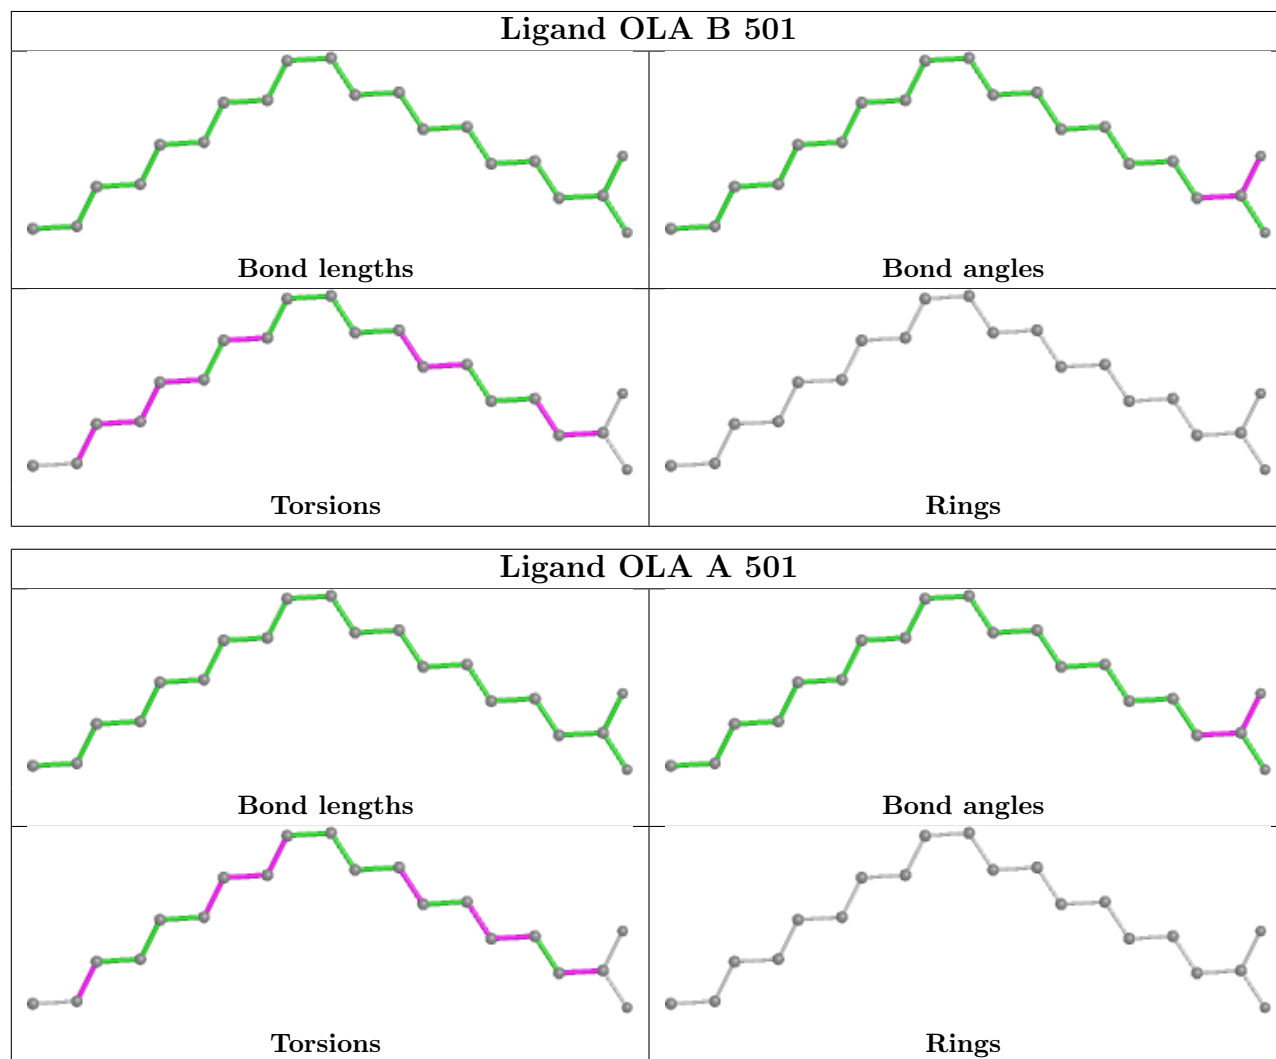 Ligand OLA B 501
Bond lengths
Bond angles
Torsions
Rings
Ligand OLA A 501
Bond lengths
Bond angles
Torsions
Rings